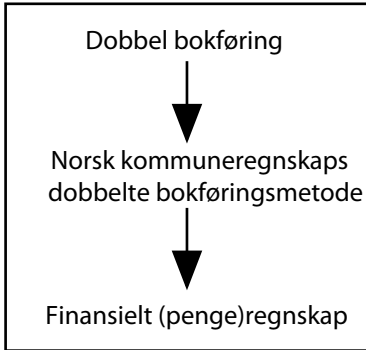 Dobbel bokføring
Norsk kommuneregnskaps
dobbelte bokføringsmetode
Finansielt (penge)regnskap